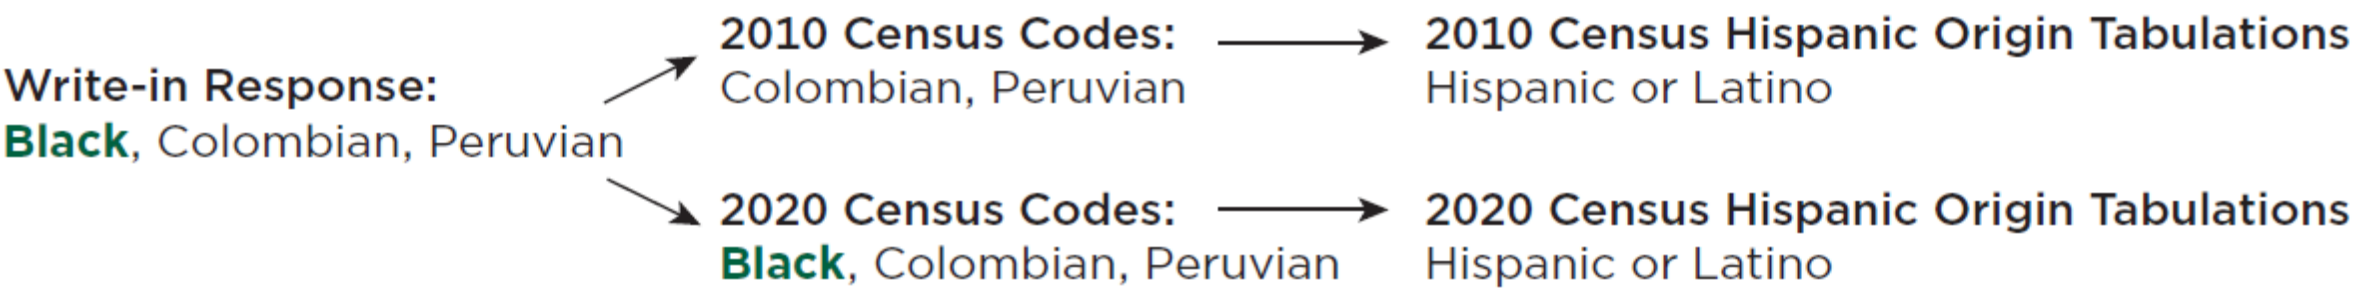 Write-in Response:
Black, Colombian, Peruvian
2010 Census Codes:
Colombian, Peruvian
2010 Census Hispanic Origin Tabulations
Hispanic or Latino
2020 Census Codes:
Black, Colombian, Peruvian
2020 Census Hispanic Origin Tabulations
Hispanic or Latino